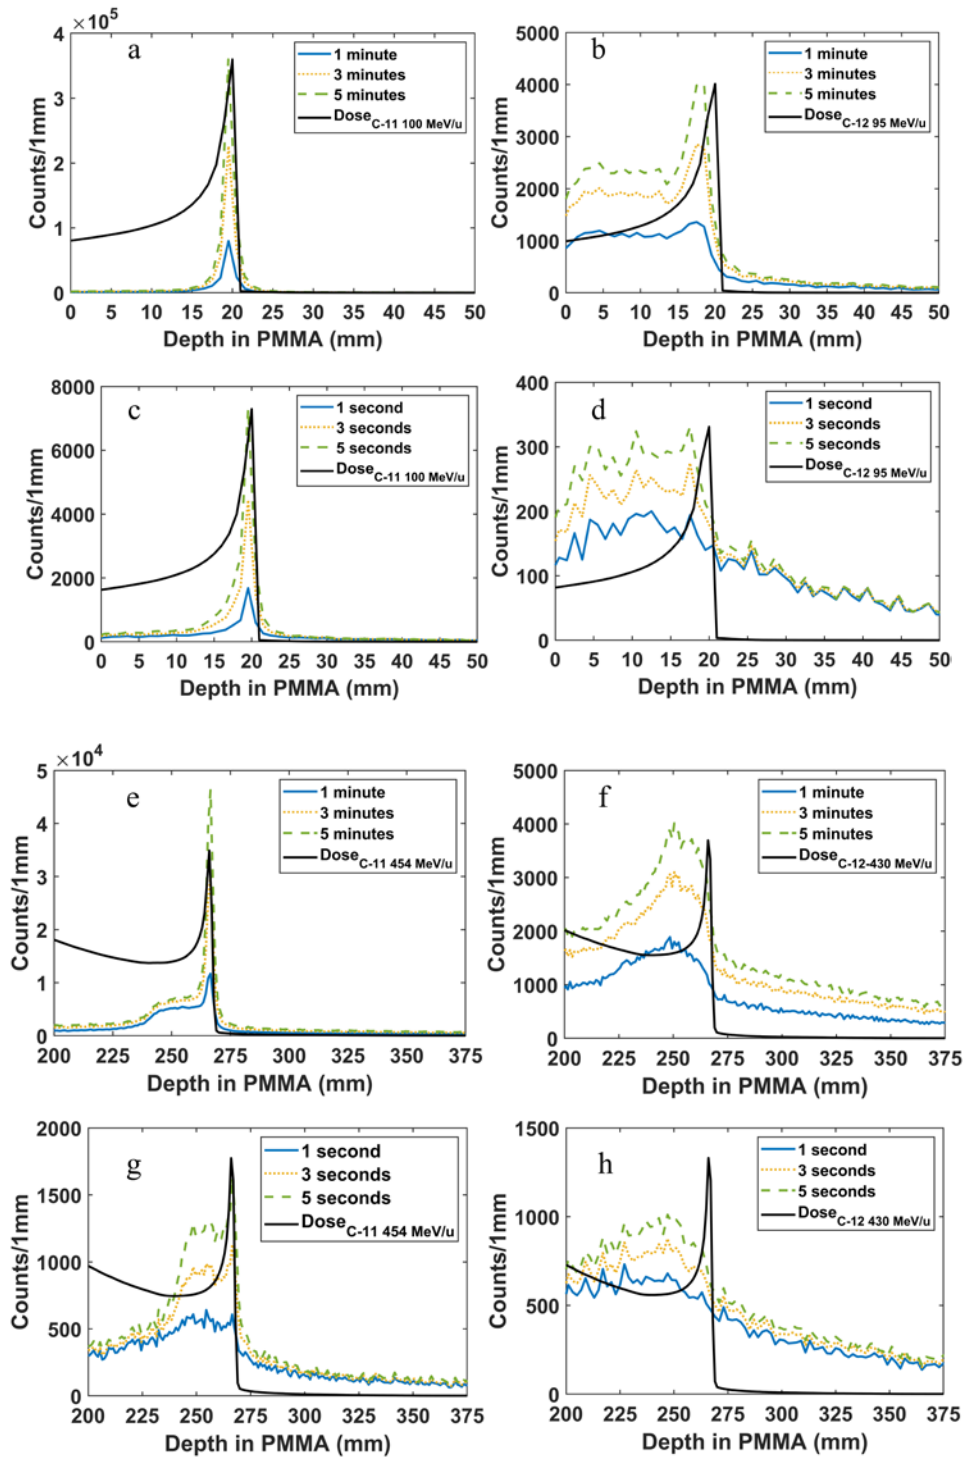 ×10⁵
a
4
3
2
1
0
Counts/1mm
1 minute
3 minutes
5 minutes
Dose C-11 100 MeV/u
0 5 10 15 20 25 30 35 40 45 50
Depth in PMMA (mm)
b
5000
4000
3000
2000
1000
0
Counts/1mm
1 minute
3 minutes
5 minutes
Dose C-12 95 MeV/u
0 5 10 15 20 25 30 35 40 45 50
Depth in PMMA (mm)
c
8000
6000
4000
2000
0
Counts/1mm
1 second
3 seconds
5 seconds
Dose C-11 100 MeV/u
0 5 10 15 20 25 30 35 40 45 50
Depth in PMMA (mm)
d
400
300
200
100
0
Counts/1mm
1 second
3 seconds
5 seconds
Dose C-12 95 MeV/u
0 5 10 15 20 25 30 35 40 45 50
Depth in PMMA (mm)
×10⁴
e
5
4
3
2
1
0
Counts/1mm
1 minute
3 minutes
5 minutes
Dose C-11 454 MeV/u
200 225 250 275 300 325 350 375
Depth in PMMA (mm)
f
5000
4000
3000
2000
1000
0
Counts/1mm
1 minute
3 minutes
5 minutes
Dose C-12-430 MeV/u
200 225 250 275 300 325 350 375
Depth in PMMA (mm)
g
2000
1500
1000
500
0
Counts/1mm
1 second
3 seconds
5 seconds
Dose C-11 454 MeV/u
200 225 250 275 300 325 350 375
Depth in PMMA (mm)
h
1500
1000
500
0
Counts/1mm
1 second
3 seconds
5 seconds
Dose C-12 430 MeV/u
200 225 250 275 300 325 350 375
Depth in PMMA (mm)